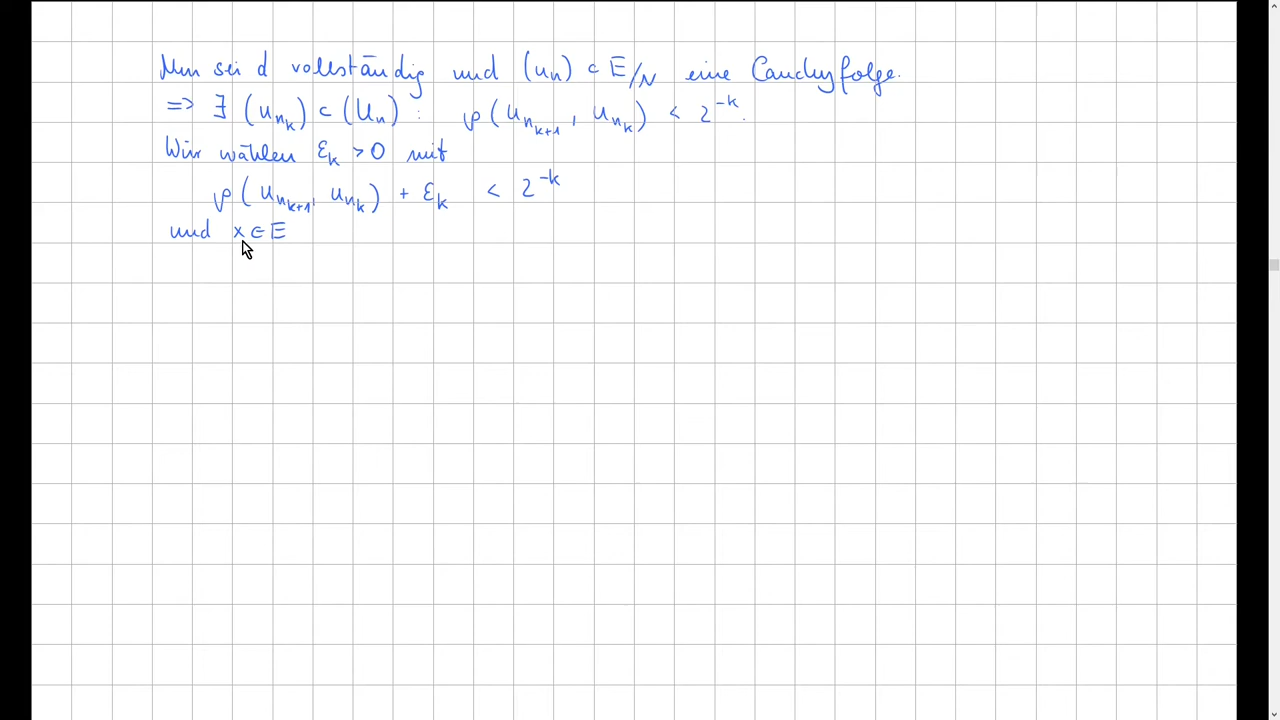 Nun sei d vollständig und (u_n) ⊂ E/N eine Cauchyfolge.
=> ∃ (u_{n_k}) ⊂ (u_n) : ρ(u_{n_{k+1}}, u_{n_k}) < 2^{-k}.
Wir wählen ε_k > 0 mit
ρ(u_{n_{k+1}}, u_{n_k}) + ε_k < 2^{-k}
und x ∈ E